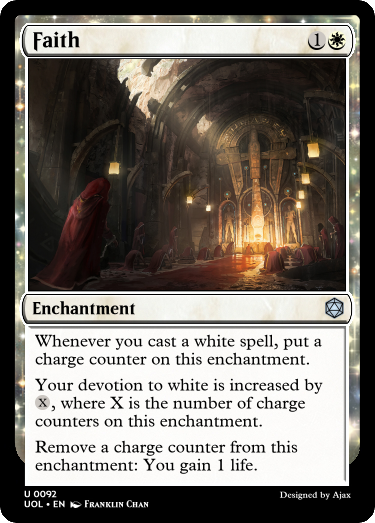 Faith 1
Enchantment
Whenever you cast a white spell, put a
charge counter on this enchantment.
Your devotion to white is increased by
X, where X is the number of charge
counters on this enchantment.
Remove a charge counter from this
enchantment: You gain 1 life.
U 0092
UOL • EN Franklin Chan
Designed by Ajax